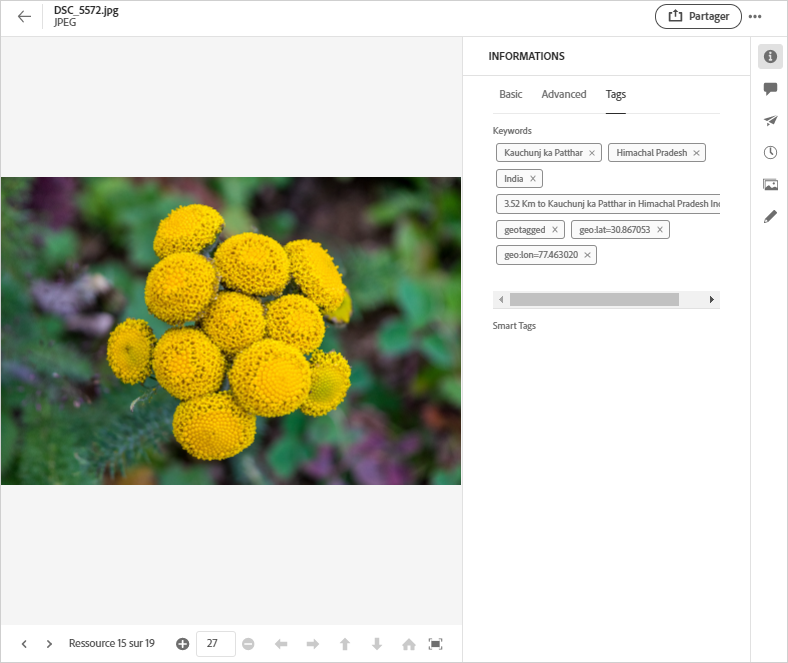 DSC_5572.jpg
JPEG
Partager
INFORMATIONS
Basic Advanced Tags
Keywords
Kauchunj ka Patthar × Himachal Pradesh ×
India ×
3.52 Km to Kauchunj ka Patthar in Himachal Pradesh
geotagged × geo:lat=30.867053 ×
geo:lon=77.463020 ×
Smart Tags
Ressource 15 sur 19 27